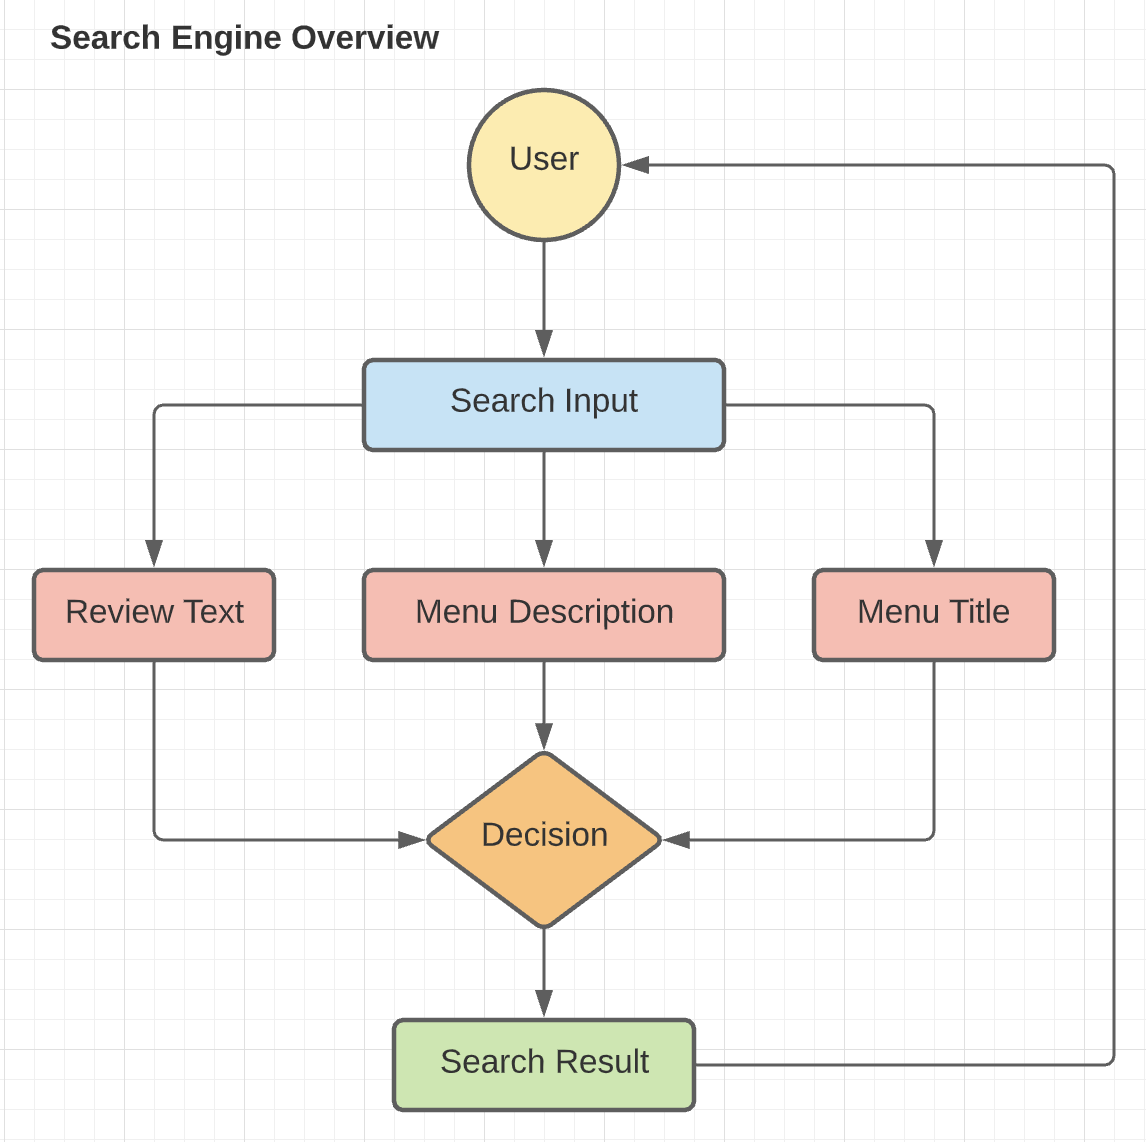 Search Engine Overview
User
Search Input
Review Text
Menu Description
Menu Title
Decision
Search Result